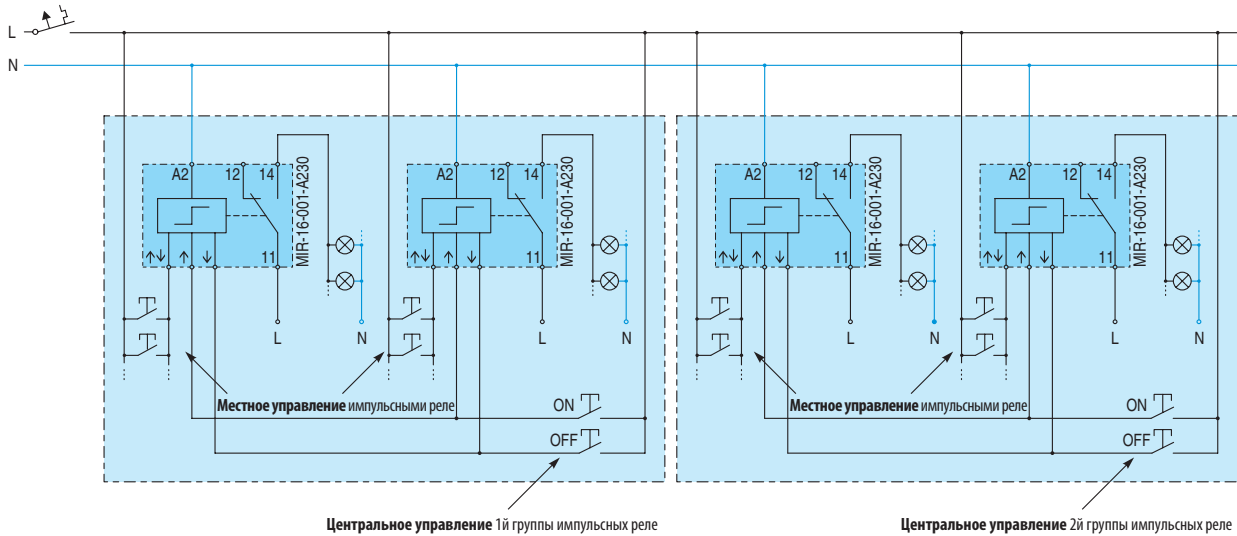 L
N
A2 12 14
MIR-16-001-A230
↑↓ ↑ ↓ 11
L N
A2 12 14
MIR-16-001-A230
↑↓ ↑ ↓ 11
L N
Местное управление импульсными реле
ON
OFF
A2 12 14
MIR-16-001-A230
↑↓ ↑ ↓ 11
L N
A2 12 14
MIR-16-001-A230
↑↓ ↑ ↓ 11
L N
Местное управление импульсными реле
ON
OFF
Центральное управление 1й группы импульсных реле
Центральное управление 2й группы импульсных реле